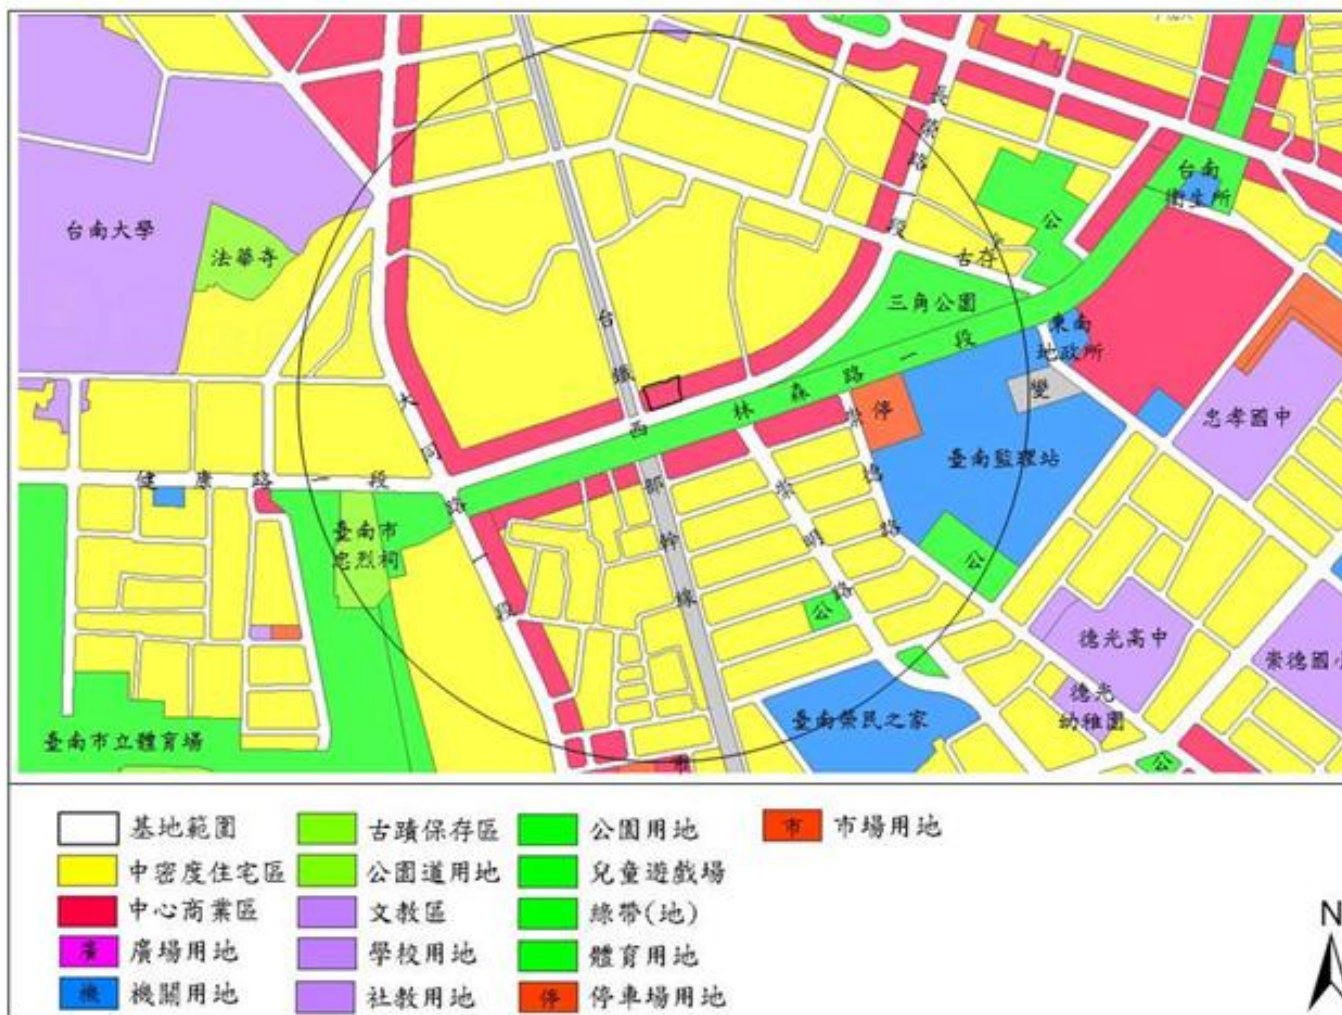 長榮路段
台南衛生所
公
台南大學
法華寺
古存
三角公園
東南
地政所
變
台鐵西部幹線
林森路一段
停
忠孝國中
大同路一段
崇德路
臺南監理站
健康路一段
臺南市
忠烈祠
崇明路
公
公
德光高中
崇德國小
德光
幼稚園
臺南榮民之家
臺南市立體育場
公
基地範圍
古蹟保存區
公園用地
市 市場用地
中密度住宅區
公園道用地
兒童遊戲場
中心商業區
文教區
綠帶(地)
廣 廣場用地
學校用地
體育用地
機 機關用地
社教用地
停 停車場用地
N